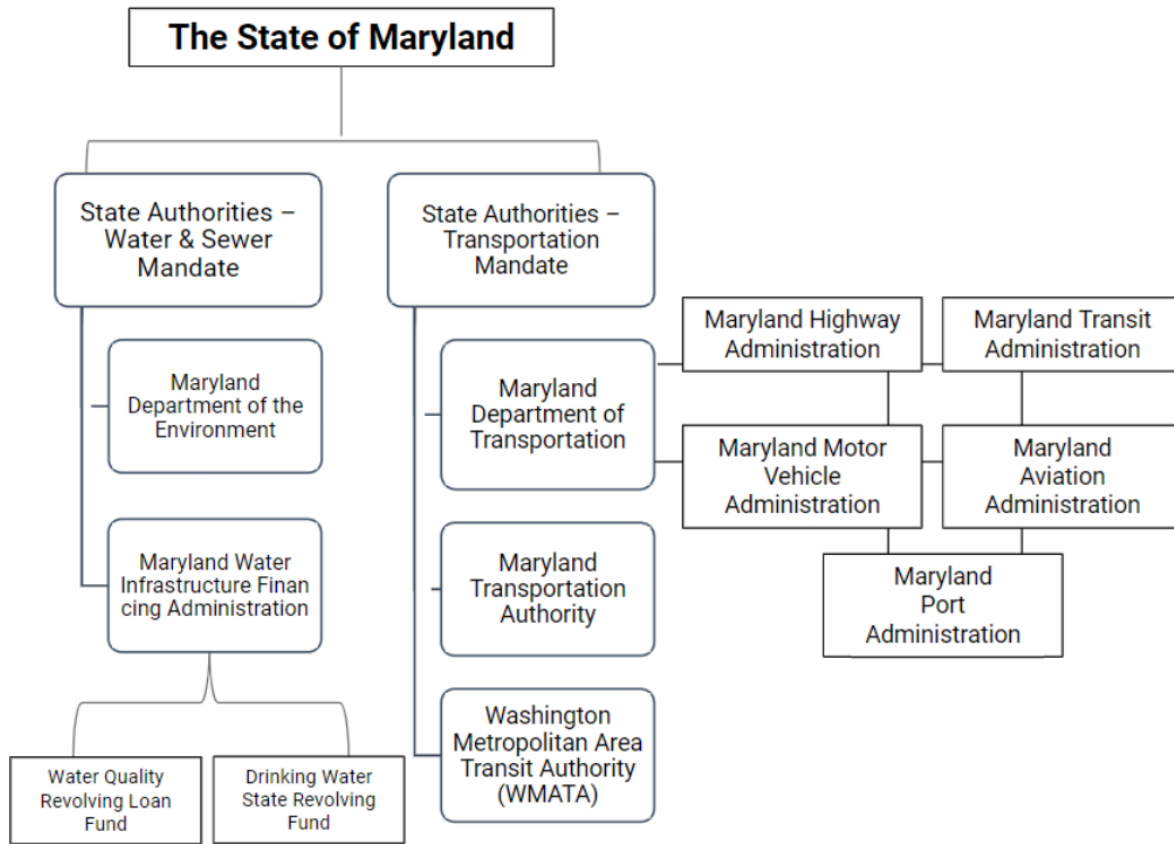 The State of Maryland
State Authorities –
Water & Sewer
Mandate
State Authorities –
Transportation
Mandate
Maryland
Department of the
Environment
Maryland Water
Infrastructure Finan
cing Administration
Water Quality
Revolving Loan
Fund
Drinking Water
State Revolving
Fund
Maryland
Department of
Transportation
Maryland
Transportation
Authority
Washington
Metropolitan Area
Transit Authority
(WMATA)
Maryland Highway
Administration
Maryland Transit
Administration
Maryland Motor
Vehicle
Administration
Maryland
Aviation
Administration
Maryland
Port
Administration